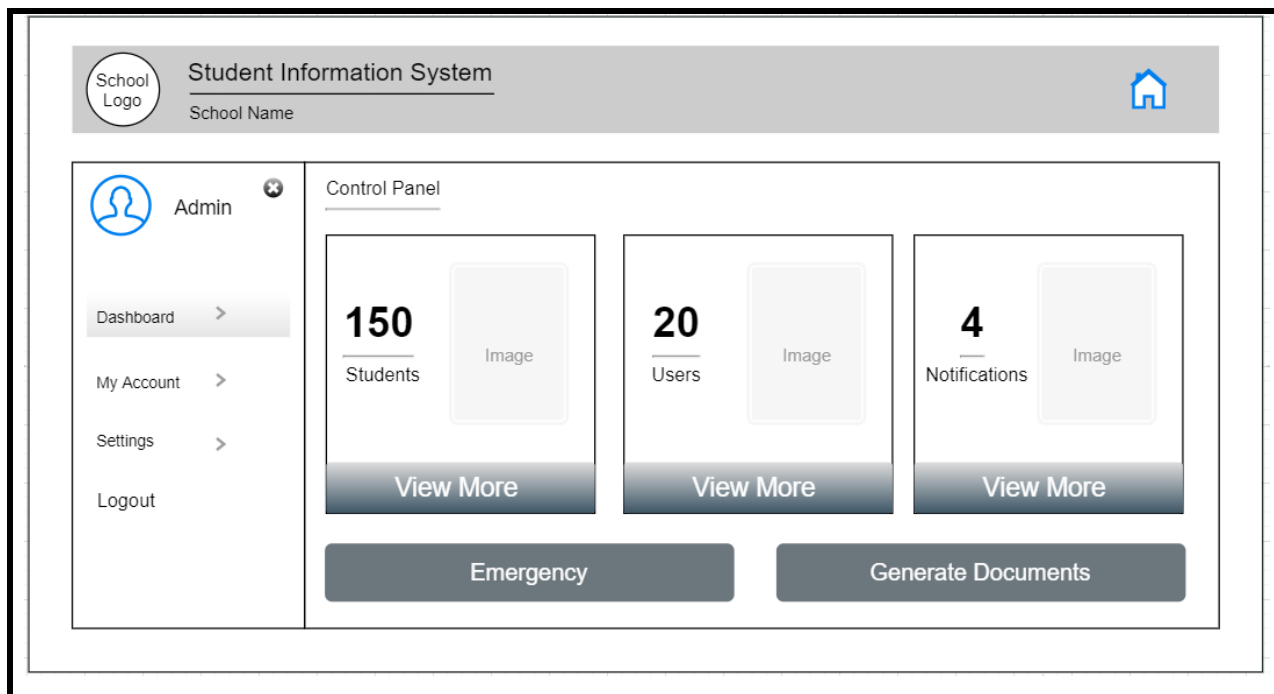 School
Logo
Student Information System
School Name
Admin
Control Panel
Dashboard
My Account
Settings
Logout
150
Students
Image
View More
20
Users
Image
View More
4
Notifications
Image
View More
Emergency
Generate Documents